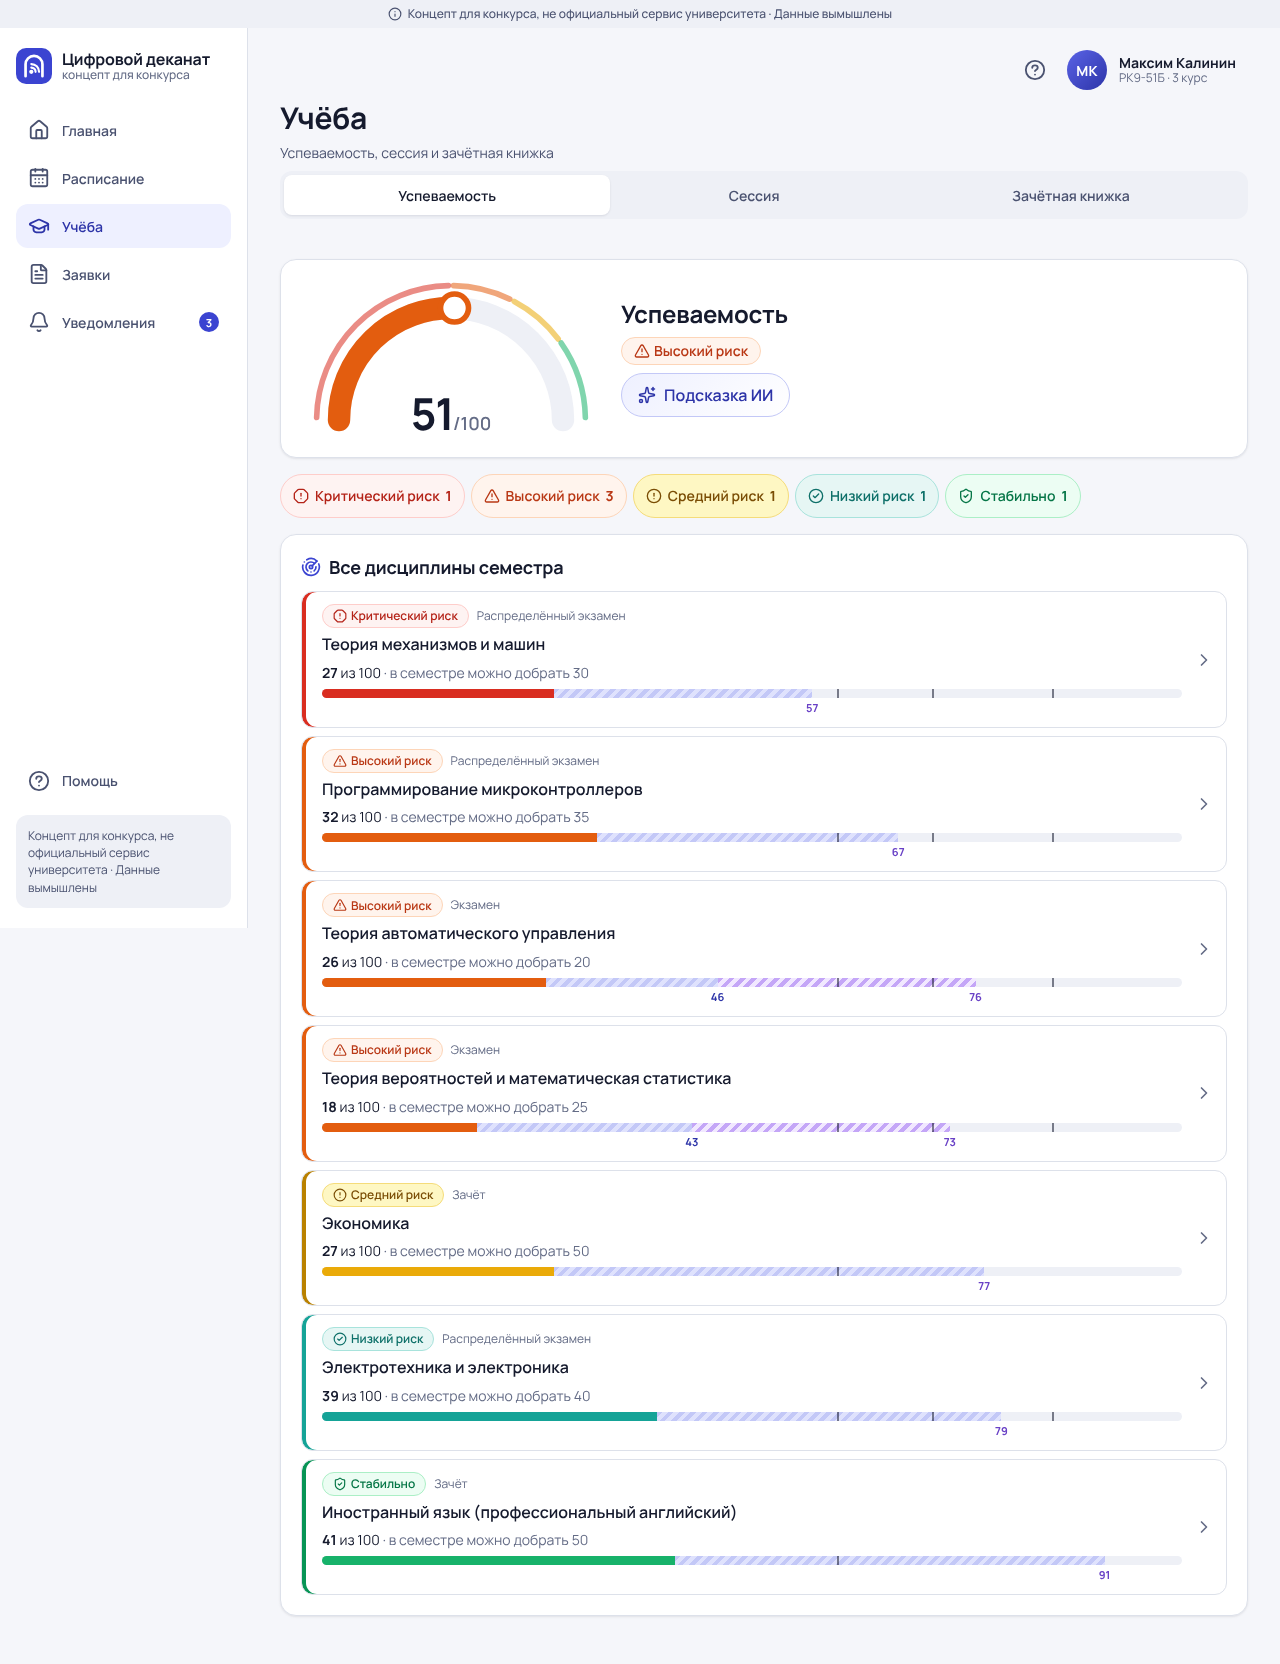 Концепт для конкурса, не официальный сервис университета · Данные вымышлены
Цифровой деканат
концепт для конкурса
Главная
Расписание
Учёба
Заявки
Уведомления
3
Помощь
Концепт для конкурса, не
официальный сервис
университета · Данные
вымышлены
МК
Максим Калинин
РК9-51Б · 3 курс
Учёба
Успеваемость, сессия и зачётная книжка
Успеваемость
Сессия
Зачётная книжка
51/100
Успеваемость
Высокий риск
Подсказка ИИ
Критический риск 1
Высокий риск 3
Средний риск 1
Низкий риск 1
Стабильно 1
Все дисциплины семестра
Критический риск Распределённый экзамен
Теория механизмов и машин
27 из 100 · в семестре можно добрать 30
57
Высокий риск Распределённый экзамен
Программирование микроконтроллеров
32 из 100 · в семестре можно добрать 35
67
Высокий риск Экзамен
Теория автоматического управления
26 из 100 · в семестре можно добрать 20
46 76
Высокий риск Экзамен
Теория вероятностей и математическая статистика
18 из 100 · в семестре можно добрать 25
43 73
Средний риск Зачёт
Экономика
27 из 100 · в семестре можно добрать 50
77
Низкий риск Распределённый экзамен
Электротехника и электроника
39 из 100 · в семестре можно добрать 40
79
Стабильно Зачёт
Иностранный язык (профессиональный английский)
41 из 100 · в семестре можно добрать 50
91